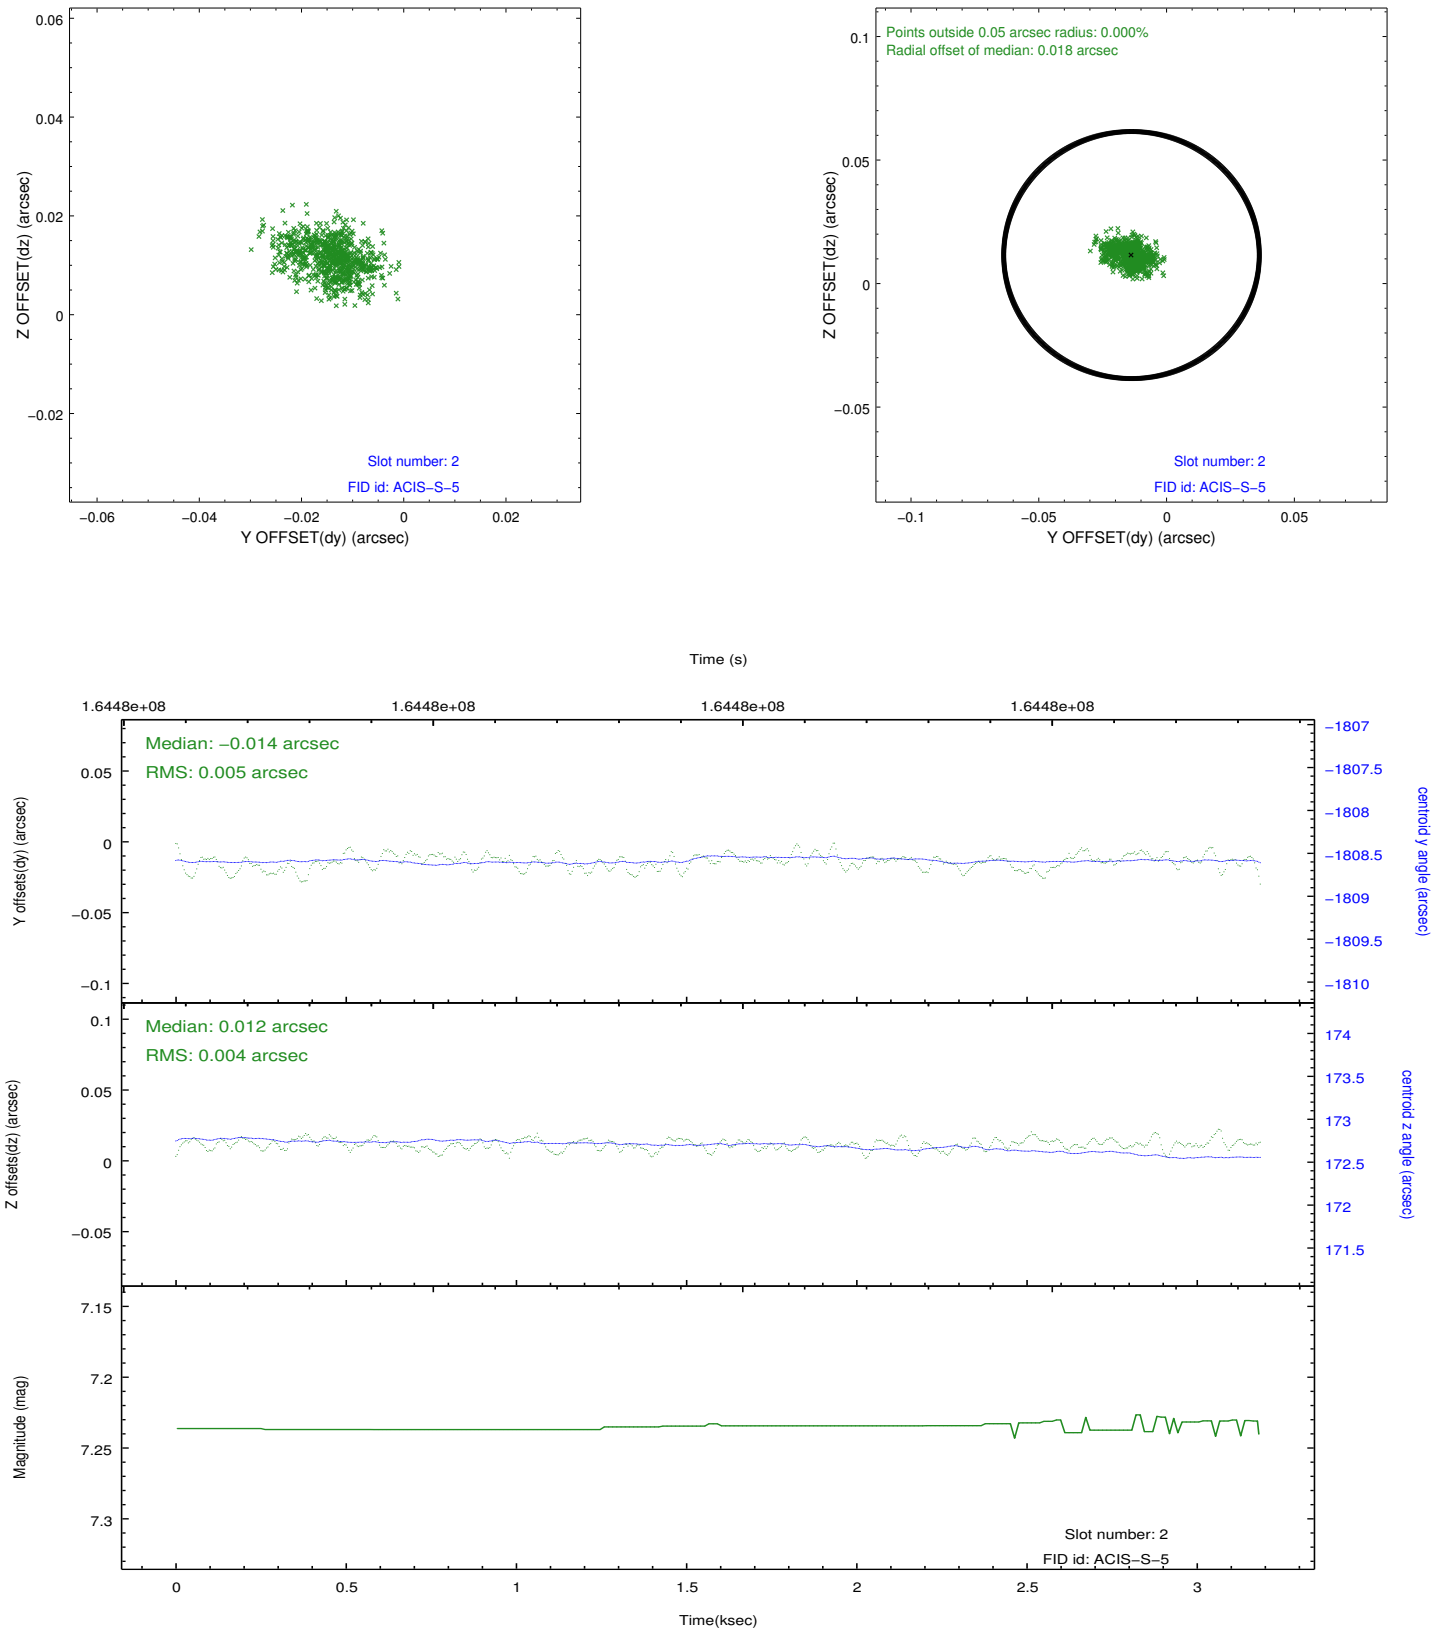 0.06
0.04
0.02
0
−0.02
Z OFFSET(dz) (arcsec)
Slot number: 2
FID id: ACIS−S−5
−0.06 −0.04 −0.02 0 0.02
Y OFFSET(dy) (arcsec)
Points outside 0.05 arcsec radius: 0.000%
Radial offset of median: 0.018 arcsec
0.1
0.05
0
−0.05
Z OFFSET(dz) (arcsec)
Slot number: 2
FID id: ACIS−S−5
−0.1 −0.05 0 0.05
Y OFFSET(dy) (arcsec)
Time (s)
1.6448e+08 1.6448e+08 1.6448e+08 1.6448e+08
Median: −0.014 arcsec
RMS: 0.005 arcsec
0.05
0
−0.05
−0.1
Y offsets(dy) (arcsec)
−1807
−1807.5
−1808
−1808.5
−1809
−1809.5
−1810
centroid y angle (arcsec)
Median: 0.012 arcsec
RMS: 0.004 arcsec
0.1
0.05
0
−0.05
Z offsets(dz) (arcsec)
174
173.5
173
172.5
172
171.5
centroid z angle (arcsec)
7.15
7.2
7.25
7.3
Magnitude (mag)
Slot number: 2
FID id: ACIS−S−5
0 0.5 1 1.5 2 2.5 3
Time(ksec)